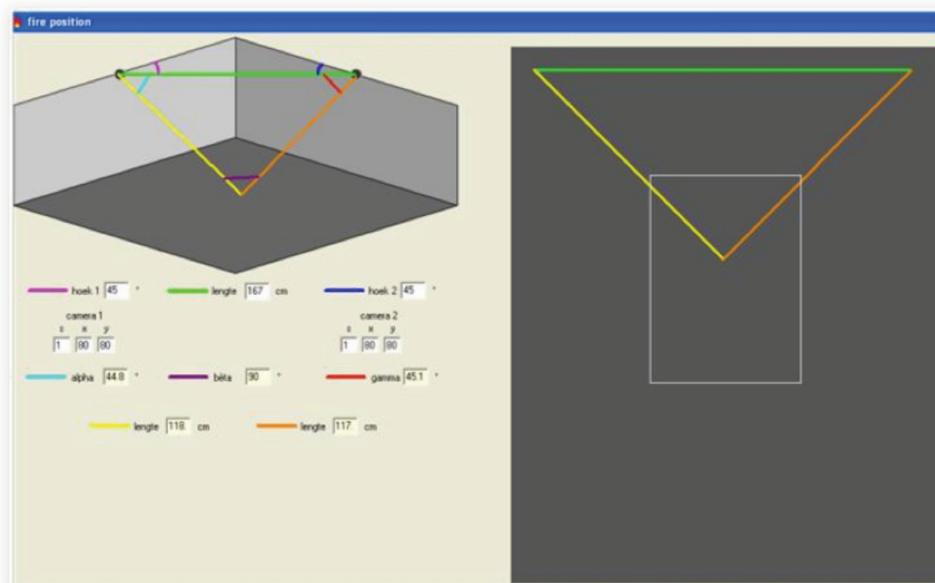 fire position
hoek 1 45 ° lengte 167 cm hoek 2 45 °
camera 1 camera 2
s x y s x y
1 80 80 1 80 80
alpha 44.8 ° bèta 90 ° gamma 45.1 °
lengte 118. cm lengte 117. cm